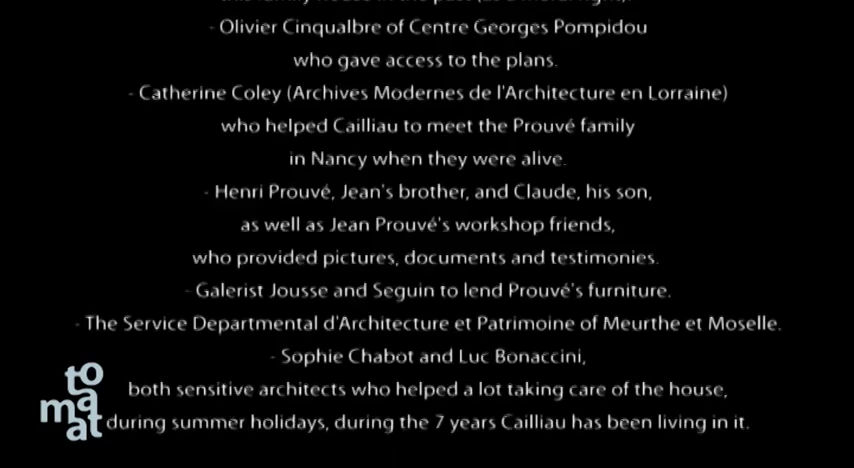 - Olivier Cinqualbre of Centre Georges Pompidou
who gave access to the plans.
- Catherine Coley (Archives Modernes de l'Architecture en Lorraine)
who helped Cailliau to meet the Prouvé family
in Nancy when they were alive.
- Henri Prouvé, Jean's brother, and Claude, his son,
as well as Jean Prouvé's workshop friends,
who provided pictures, documents and testimonies.
- Galerist Jousse and Seguin to lend Prouvé's furniture.
- The Service Departmental d'Architecture et Patrimoine of Meurthe et Moselle.
- Sophie Chabot and Luc Bonaccini,
both sensitive architects who helped a lot taking care of the house,
during summer holidays, during the 7 years Cailliau has been living in it.
to
ma
at